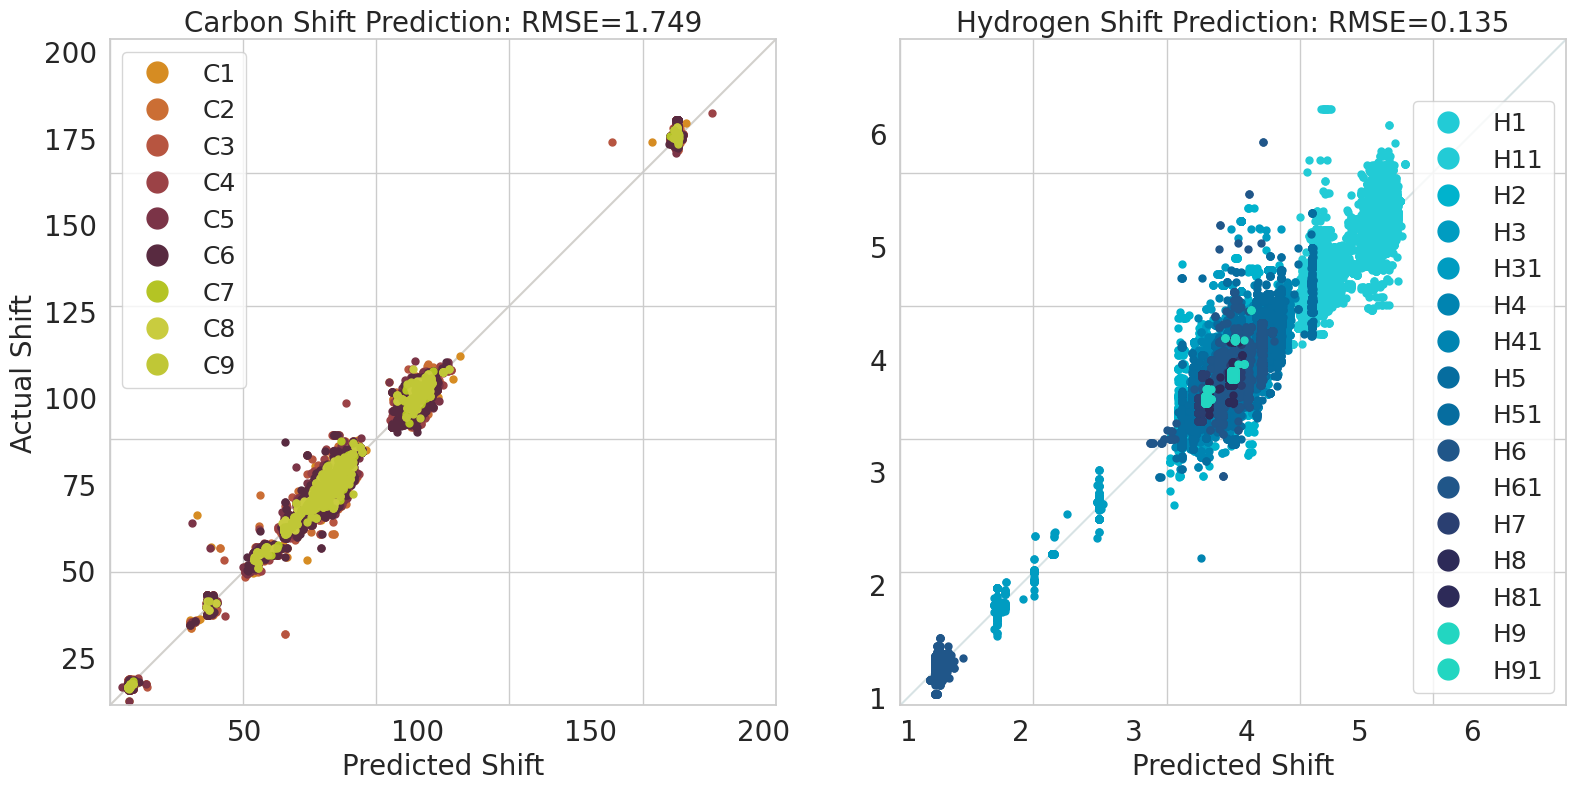 Carbon Shift Prediction: RMSE=1.749
200
175
150
125
100
75
50
25
Actual Shift
C1
C2
C3
C4
C5
C6
C7
C8
C9
50 100 150 200
Predicted Shift
Hydrogen Shift Prediction: RMSE=0.135
6
5
4
3
2
1
H1
H11
H2
H3
H31
H4
H41
H5
H51
H6
H61
H7
H8
H81
H9
H91
1 2 3 4 5 6
Predicted Shift